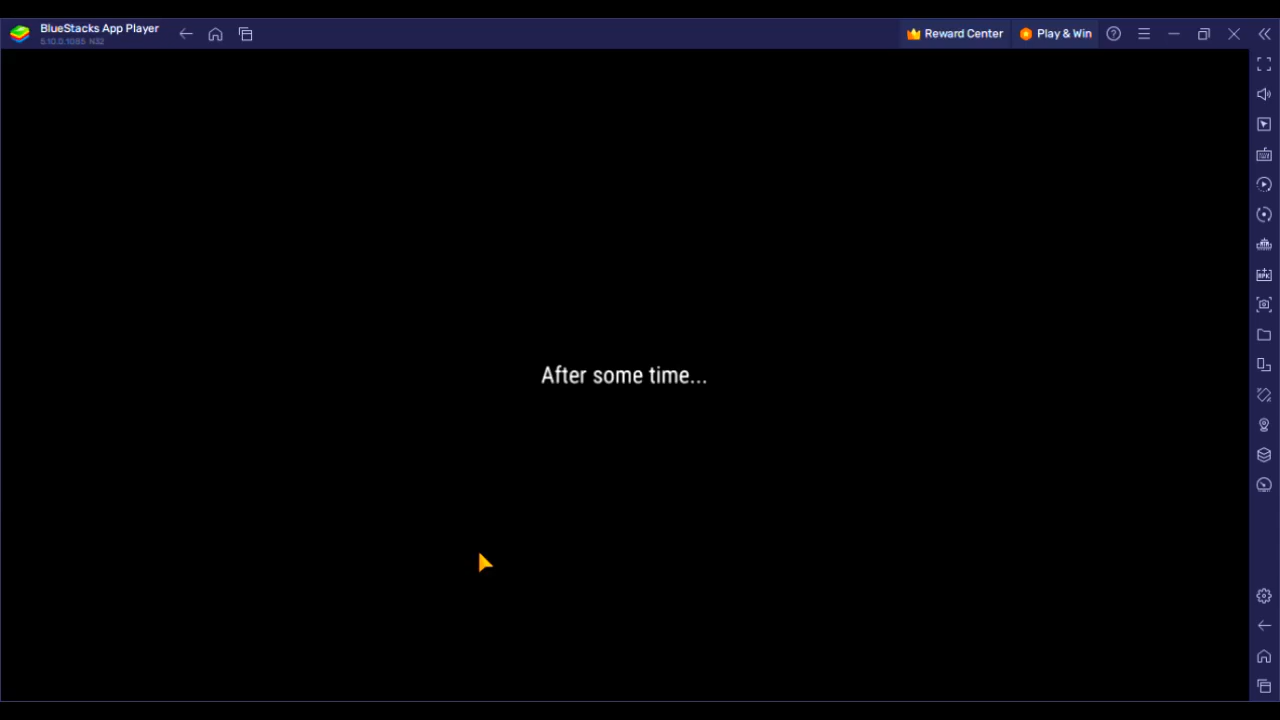 BlueStacks App Player
Reward Center
Play & Win
After some time...